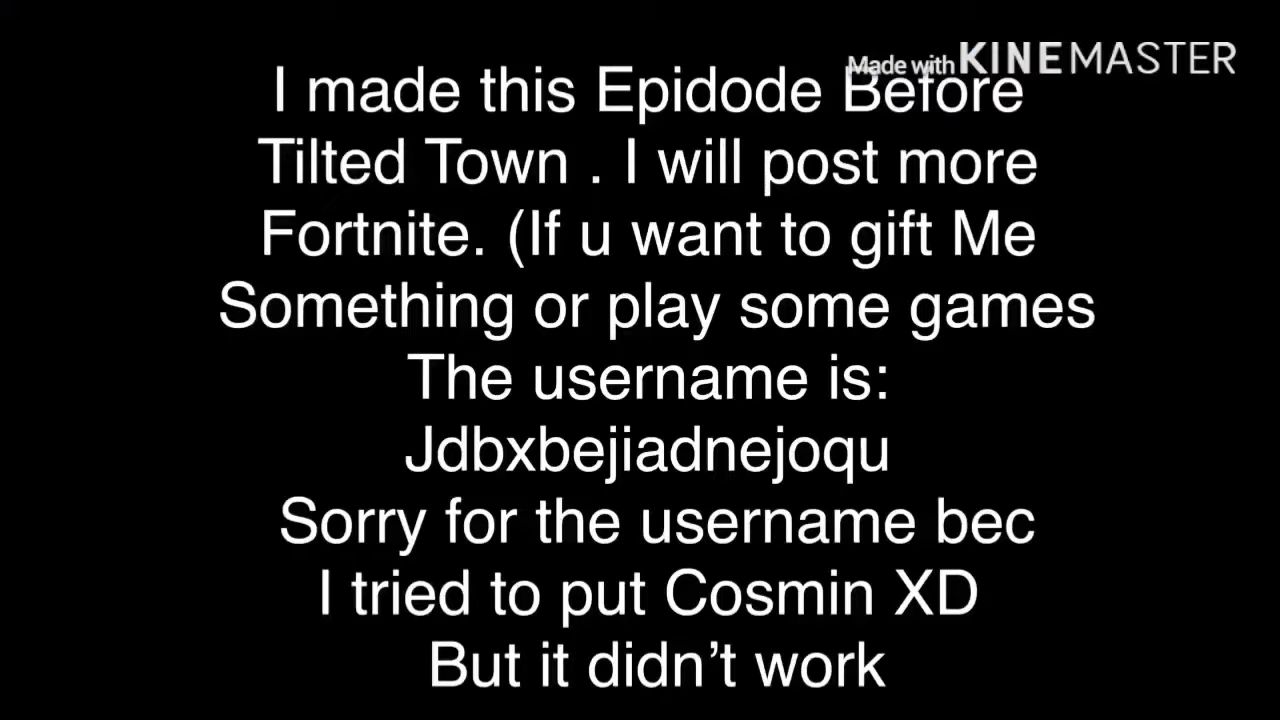 Made with KINEMASTER
I made this Epidode Before
Tilted Town . I will post more
Fortnite. (If u want to gift Me
Something or play some games
The username is:
Jdbxbejiadnejoqu
Sorry for the username bec
I tried to put Cosmin XD
But it didn’t work